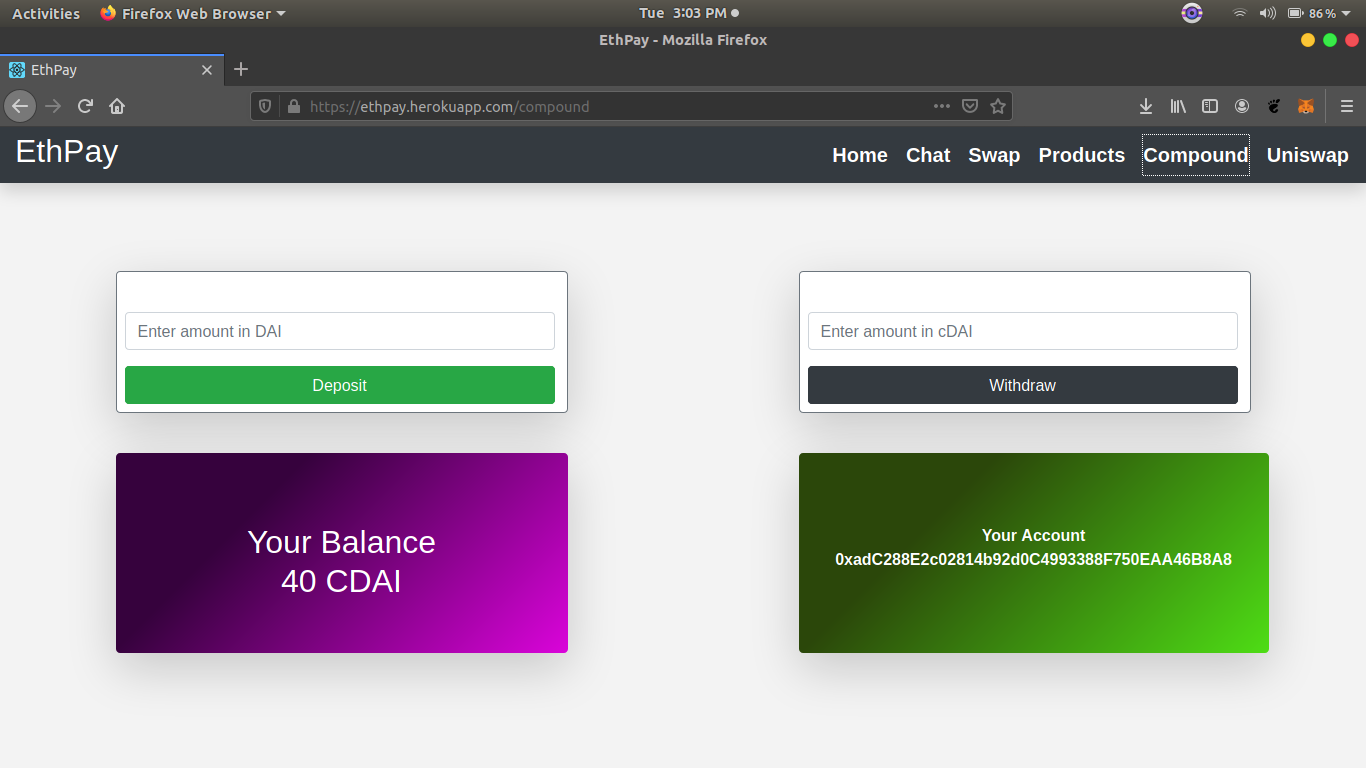 Activities Firefox Web Browser Tue 3:03 PM 86%
EthPay - Mozilla Firefox
EthPay
https://ethpay.herokuapp.com/compound
EthPay Home Chat Swap Products Compound Uniswap
Enter amount in DAI
Deposit
Enter amount in cDAI
Withdraw
Your Balance
40 CDAI
Your Account
0xadC288E2c02814b92d0C4993388F750EAA46B8A8